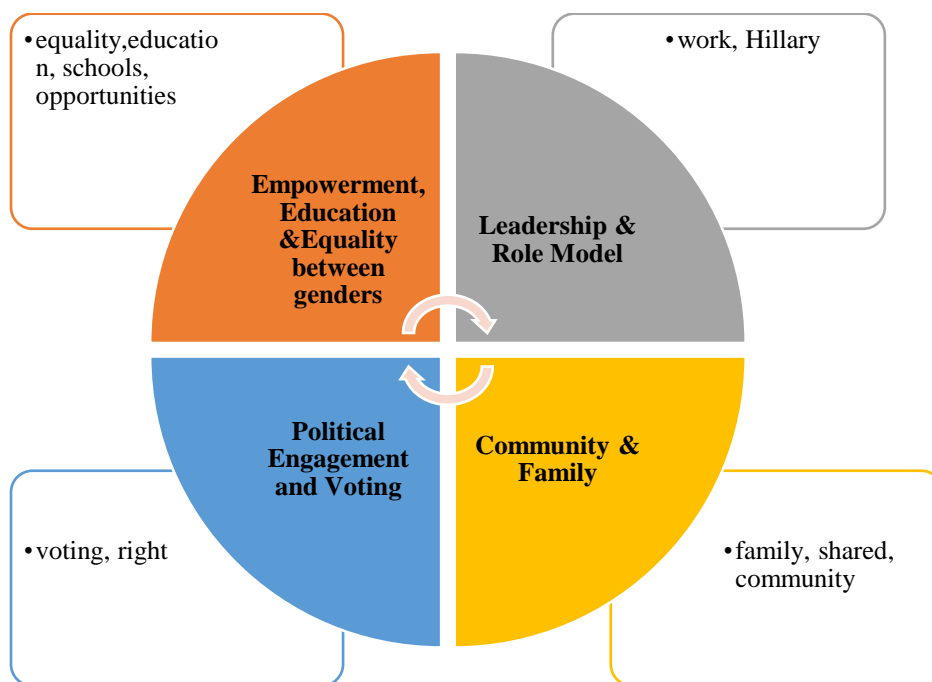 •equality,educatio
n, schools,
opportunities
•work, Hillary
Empowerment,
Education
&Equality
between
genders
Leadership &
Role Model
Political
Engagement
and Voting
Community &
Family
•voting, right
•family, shared,
community